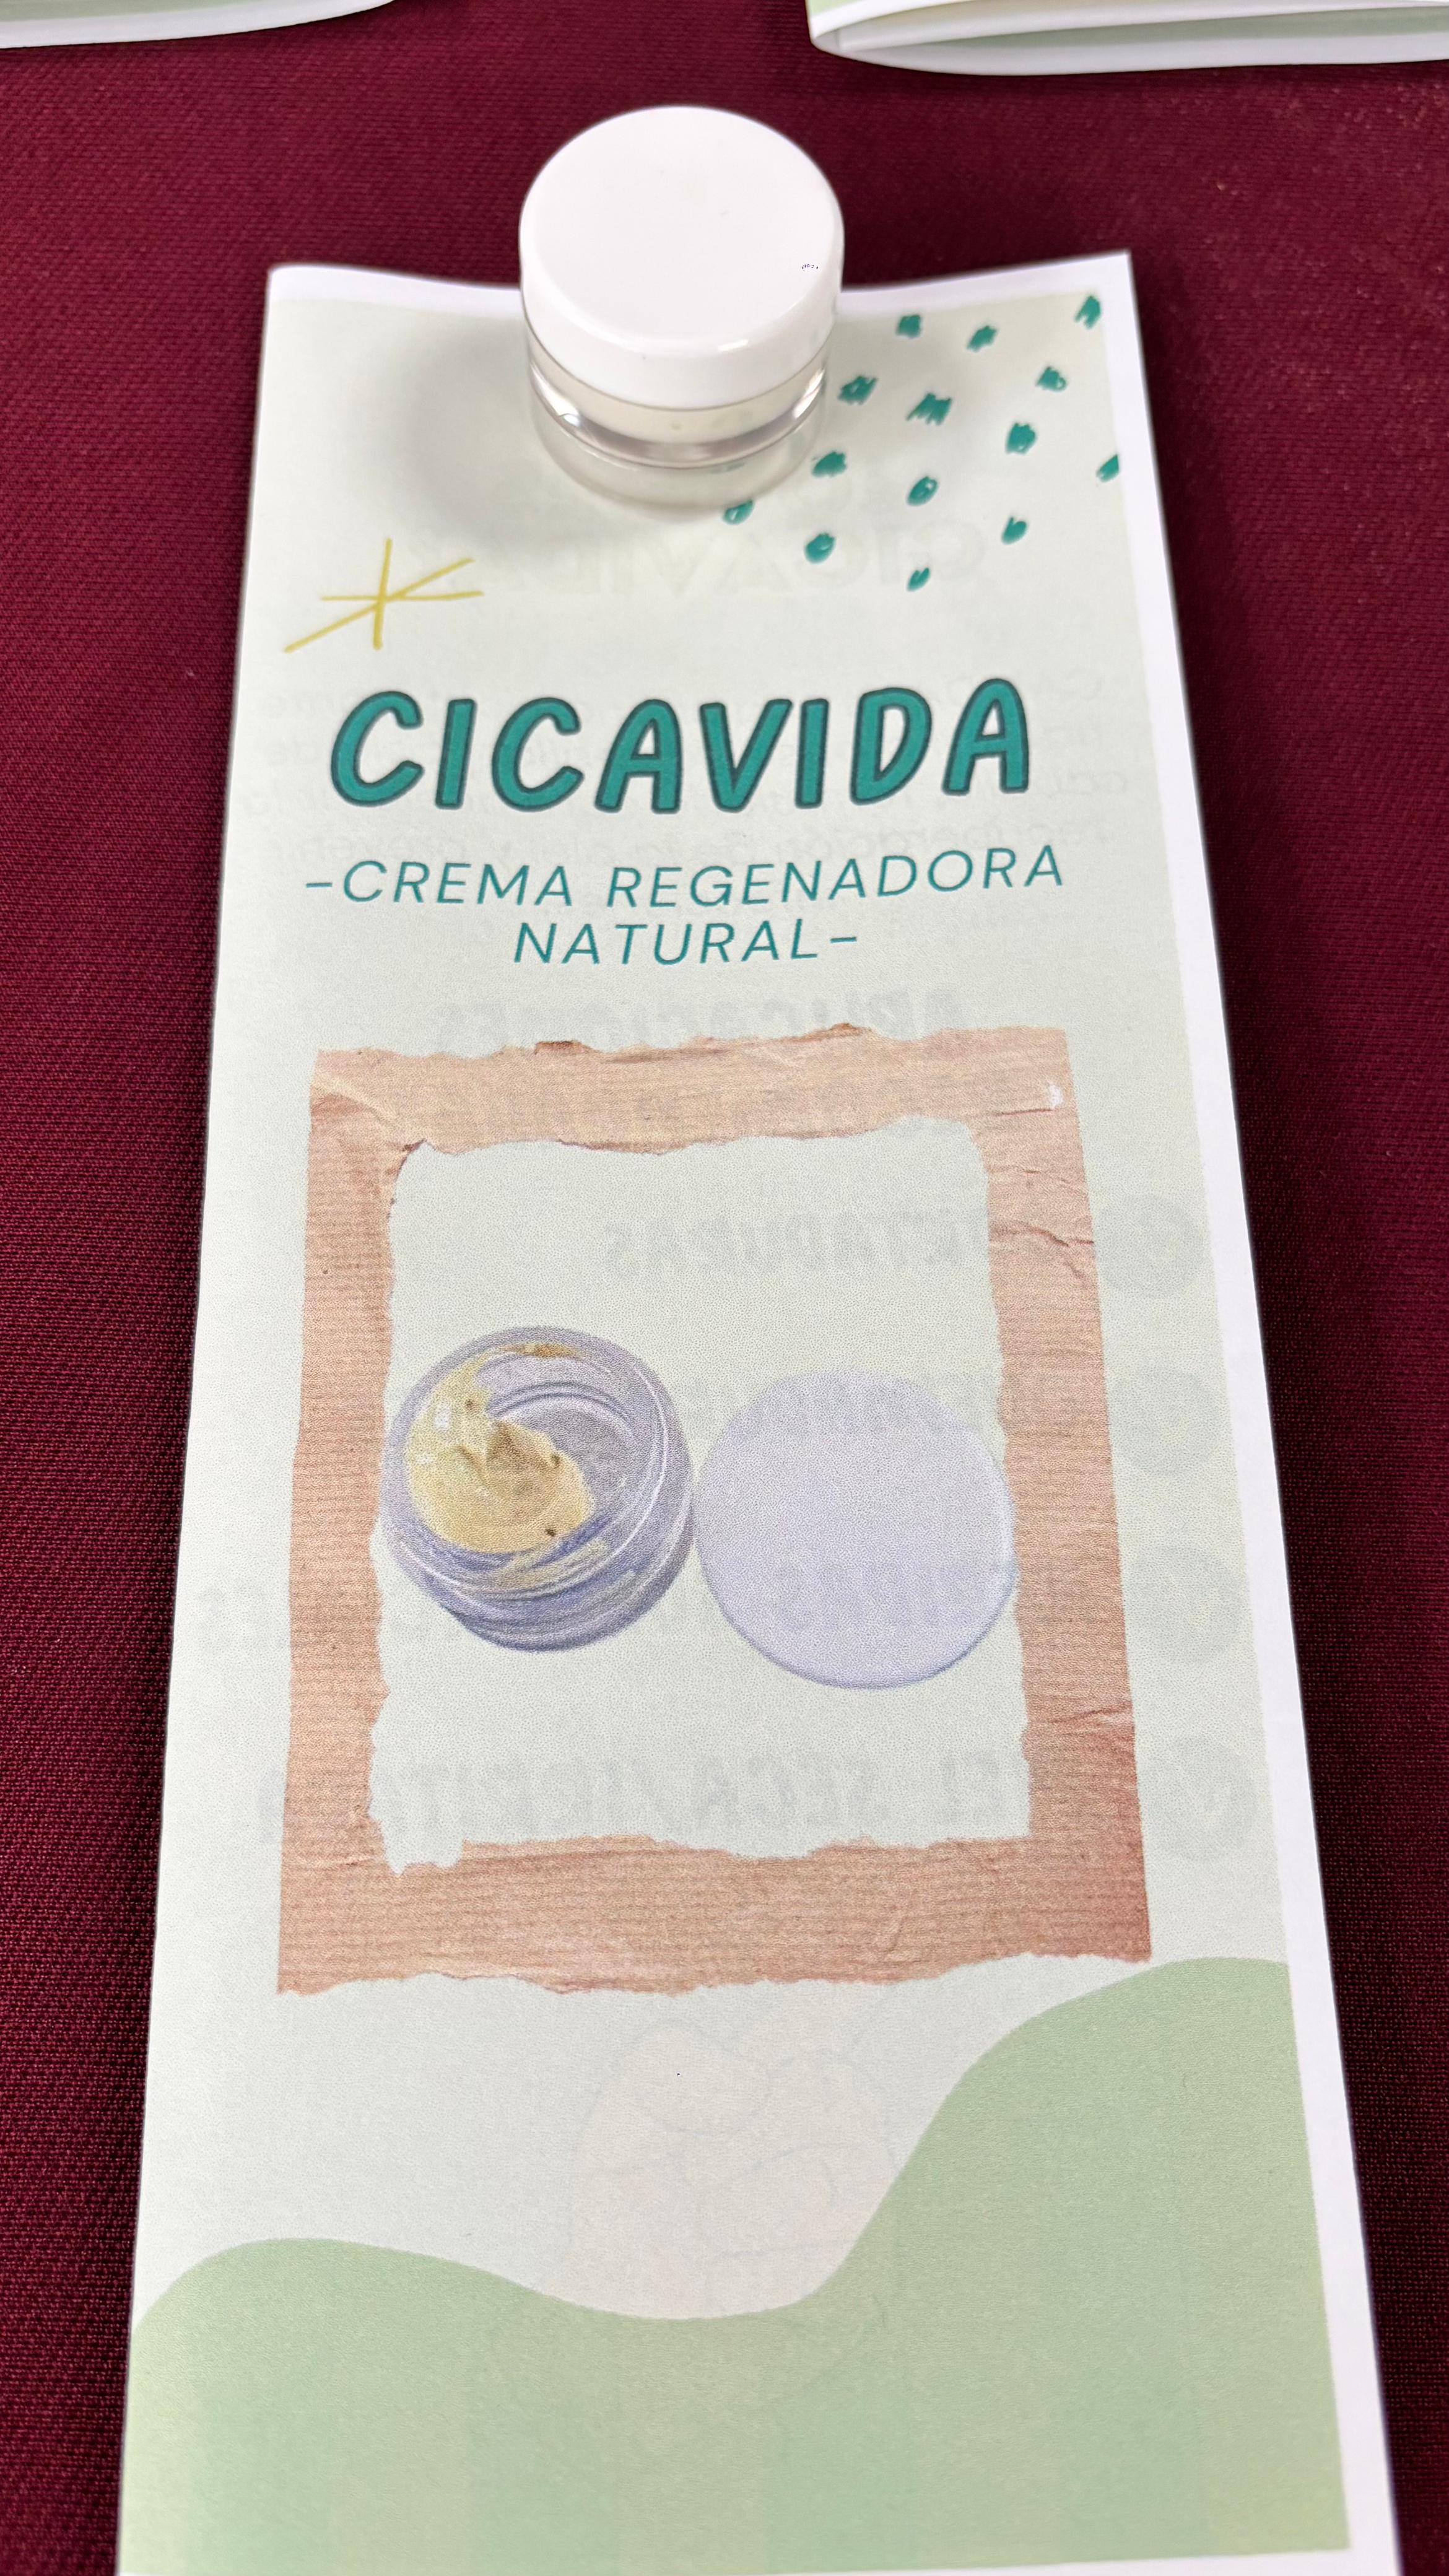 CICAVIDA
-CREMA REGENADORA
NATURAL-